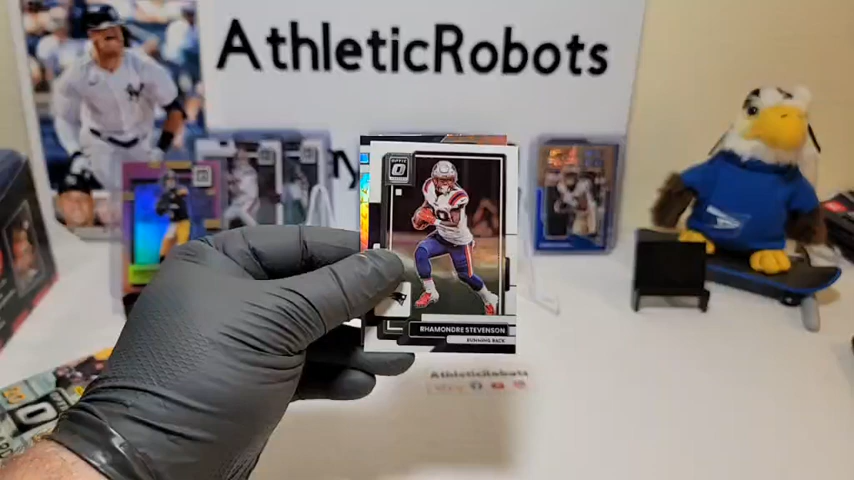 AthleticRobots
OPTIC
RHAMONDRE STEVENSON
RUNNING BACK
AthleticRobots